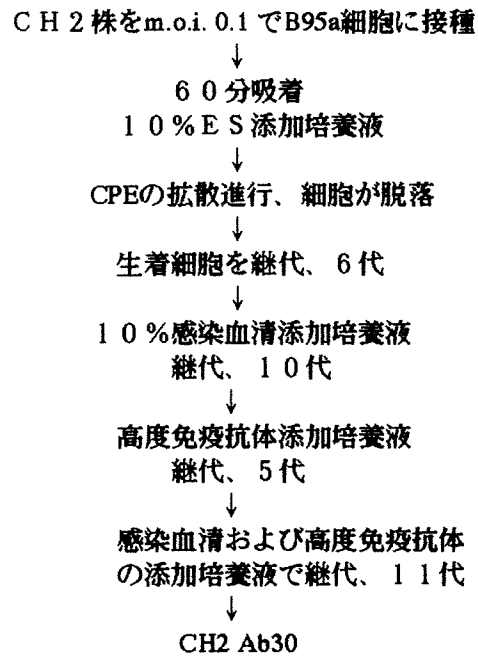 ＣＨ２株をm.o.i. 0.1 でB95a細胞に接種
↓
６０分吸着
１０％ＥＳ添加培養液
↓
CPEの拡散進行、細胞が脱落
↓
生着細胞を継代、６代
↓
１０％感染血清添加培養液
継代、１０代
↓
高度免疫抗体添加培養液
継代、５代
↓
感染血清および高度免疫抗体
の添加培養液で継代、１１代
↓
CH2 Ab30